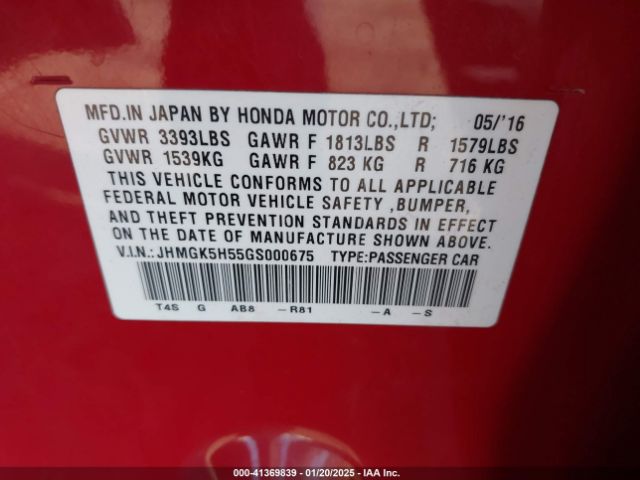 MFD.IN JAPAN BY HONDA MOTOR CO.,LTD; 05/'16
GVWR 3393LBS GAWR F 1813LBS R 1579LBS
GVWR 1539KG GAWR F 823 KG R 716 KG
THIS VEHICLE CONFORMS TO ALL APPLICABLE
FEDERAL MOTOR VEHICLE SAFETY ,BUMPER,
AND THEFT PREVENTION STANDARDS IN EFFECT
ON THE DATE OF MANUFACTURE SHOWN ABOVE.
V.I.N.: JHMGK5H55GS000675 TYPE:PASSENGER CAR
T4S G AB8 -R81 -A -S
000-41369839 - 01/20/2025 - IAA Inc.